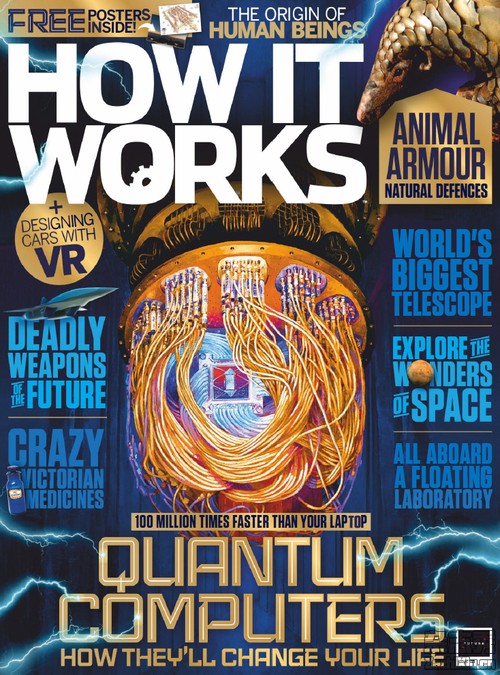 FREE POSTERS INSIDE!
THE ORIGIN OF
HUMAN BEINGS
HOW IT
WORKS
ANIMAL
ARMOUR
NATURAL DEFENCES
+
DESIGNING
CARS WITH
VR
WORLD'S
BIGGEST
TELESCOPE
DEADLY
WEAPONS
OF THE FUTURE
EXPLORE THE
WONDERS
OF SPACE
CRAZY
VICTORIAN
MEDICINES
ALL ABOARD
A FLOATING
LABORATORY
100 MILLION TIMES FASTER THAN YOUR LAPTOP
QUANTUM
COMPUTERS
HOW THEY'LL CHANGE YOUR LIFE
FUTURE